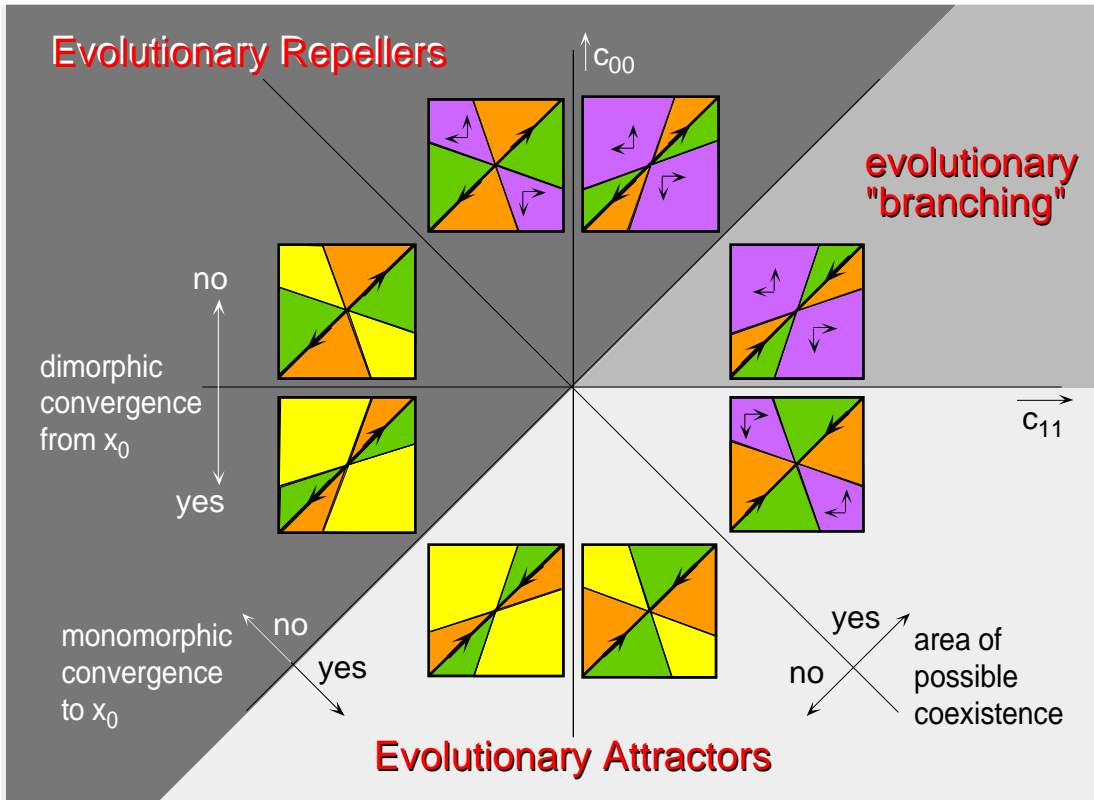 Evolutionary Repellers
c00
evolutionary
"branching"
no
dimorphic
convergence
from x0
yes
c11
monomorphic
convergence
to x0
no
yes
yes
no
area of
possible
coexistence
Evolutionary Attractors